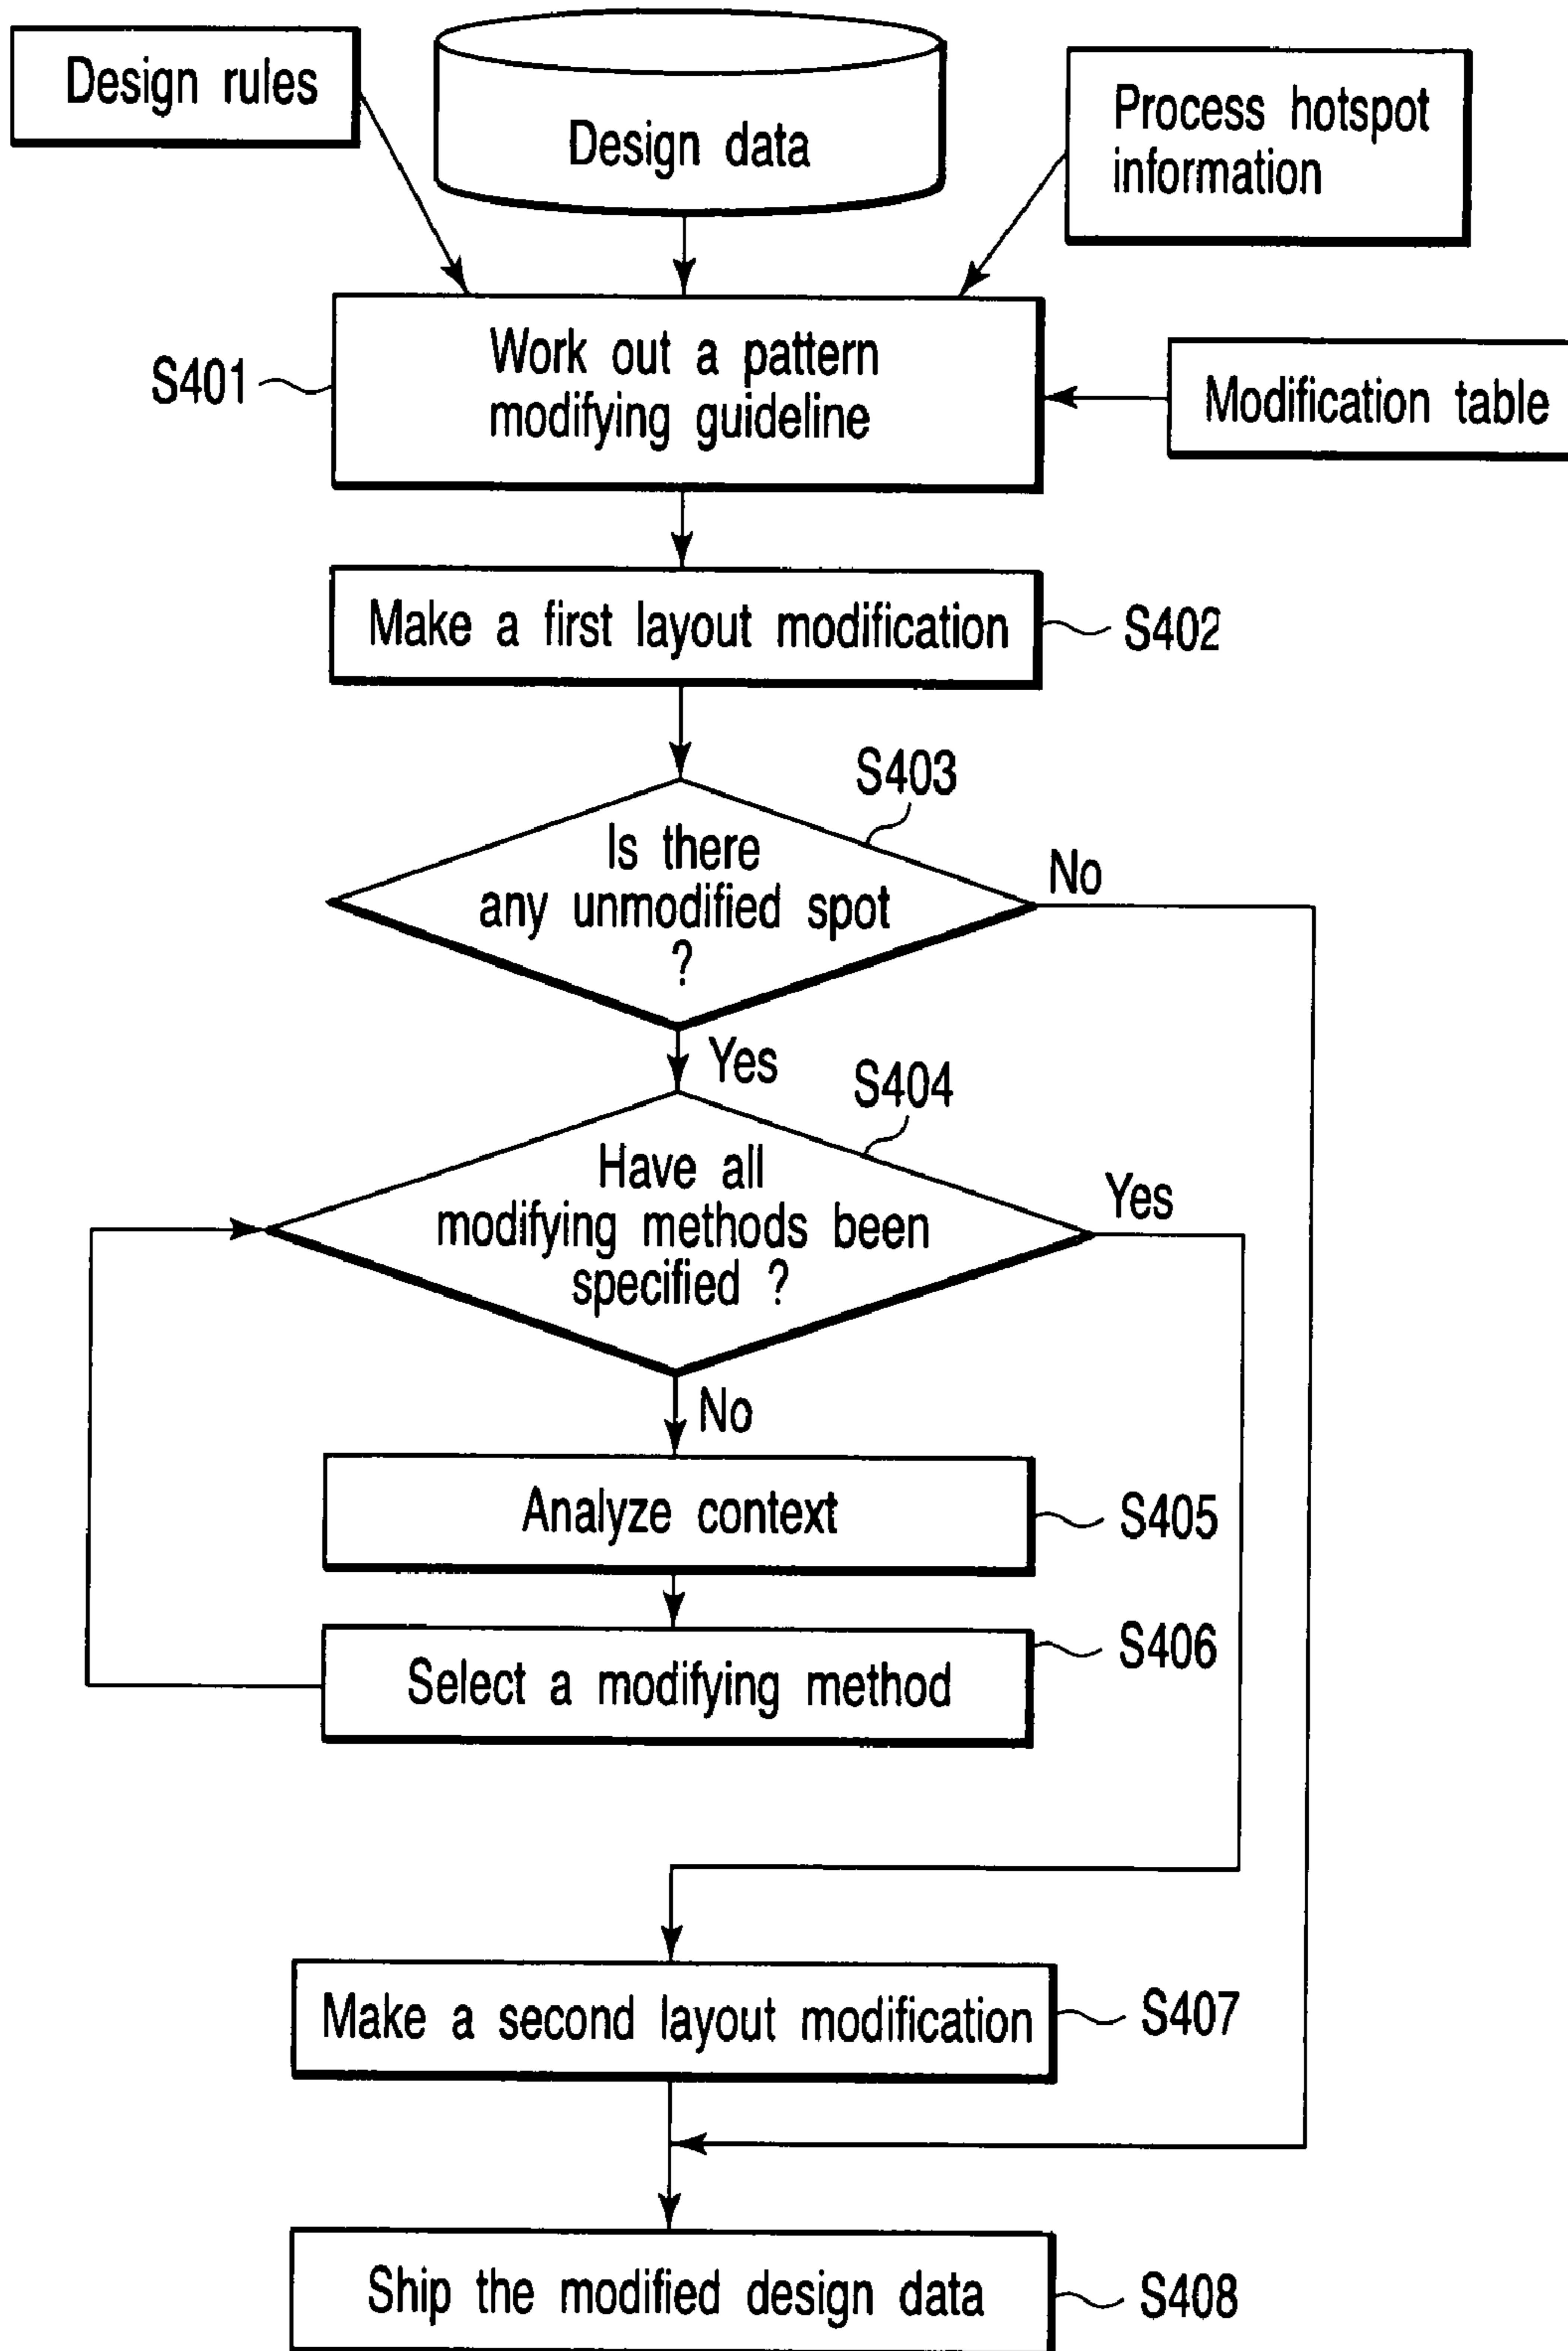 Design rules
Design data
Process hotspot
information
S401
Work out a pattern
modifying guideline
Modification table
Make a first layout modification
S402
S403
Is there
any unmodified spot
?
No
Yes
S404
Have all
modifying methods been
specified ?
Yes
No
Analyze context
S405
Select a modifying method
S406
Make a second layout modification
S407
Ship the modified design data
S408